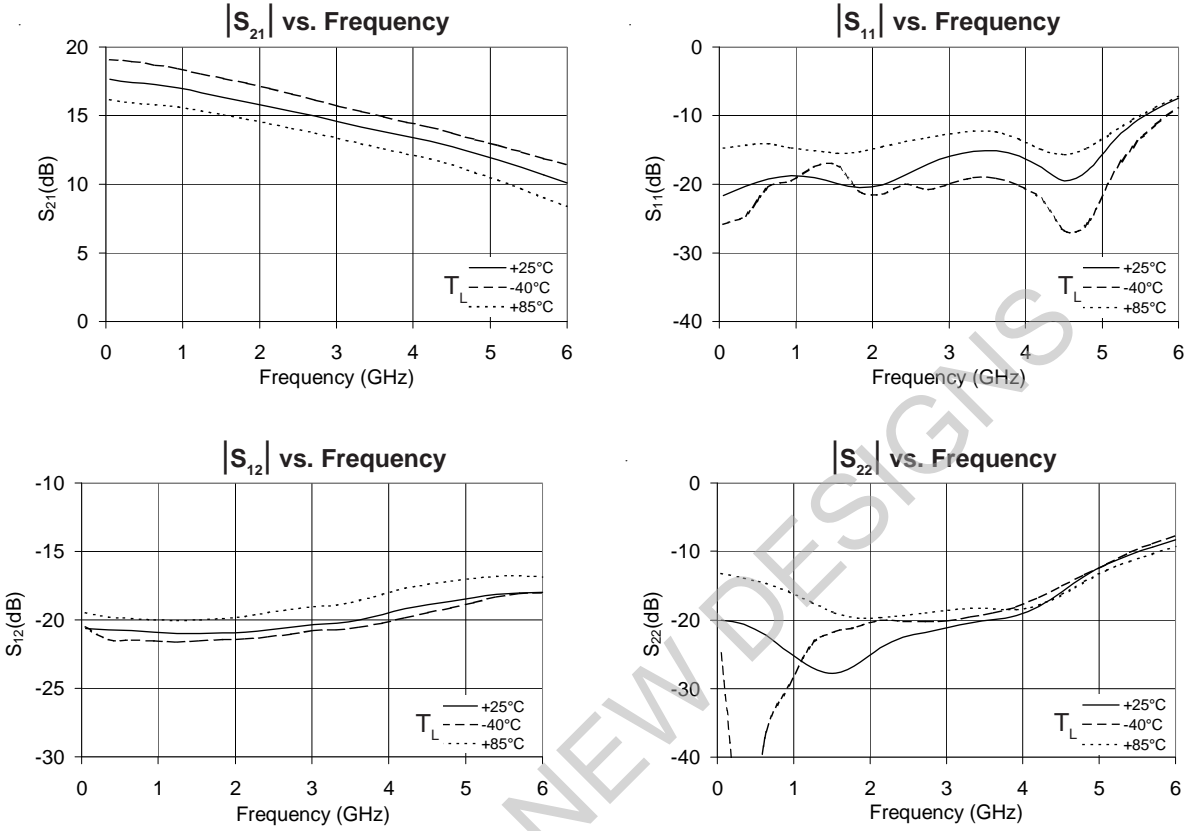 |S21| vs. Frequency
20
15
10
5
0
S21(dB)
0 1 2 3 4 5 6
Frequency (GHz)
TL
+25°C
-40°C
+85°C
|S11| vs. Frequency
0
-10
-20
-30
-40
S11(dB)
0 1 2 3 4 5 6
Frequency (GHz)
TL
+25°C
-40°C
+85°C
|S12| vs. Frequency
-10
-15
-20
-25
-30
S12(dB)
0 1 2 3 4 5 6
Frequency (GHz)
TL
+25°C
-40°C
+85°C
|S22| vs. Frequency
0
-10
-20
-30
-40
S22(dB)
0 1 2 3 4 5 6
Frequency (GHz)
TL
+25°C
-40°C
+85°C
NEW DESIGNS